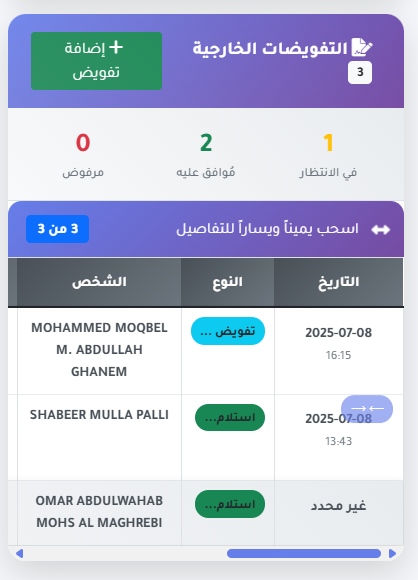 التفويضات الخارجية
3
إضافة
تفويض
1
في الانتظار
2
مُوافق عليه
0
مرفوض
اسحب يميناً ويساراً للتفاصيل
3 من 3
التاريخ النوع الشخص
2025-07-08
16:15
تفويض ...
MOHAMMED MOQBEL
M. ABDULLAH
GHANEM
2025-07-08
13:43
استلام...
SHABEER MULLA PALLI
غير محدد
استلام...
OMAR ABDULWAHAB
MOHS AL MAGHREBI